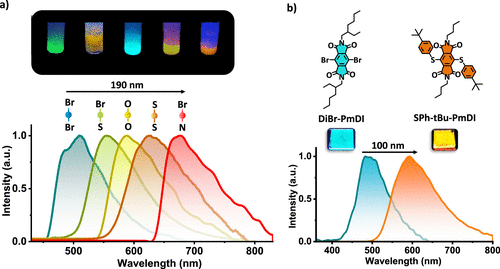 a)
190 nm
Br Br O S Br
Br S O S N
Intensity (a.u.)
1.0
0.5
0.0
500 600 700 800
Wavelength (nm)
b)
Br Br
O N O
O N O
DiBr-PmDI
O N O
S S
O N O
SPh-tBu-PmDI
100 nm
Intensity (a.u.)
1.0
0.5
0.0
400 500 600 700 800
Wavelength (nm)